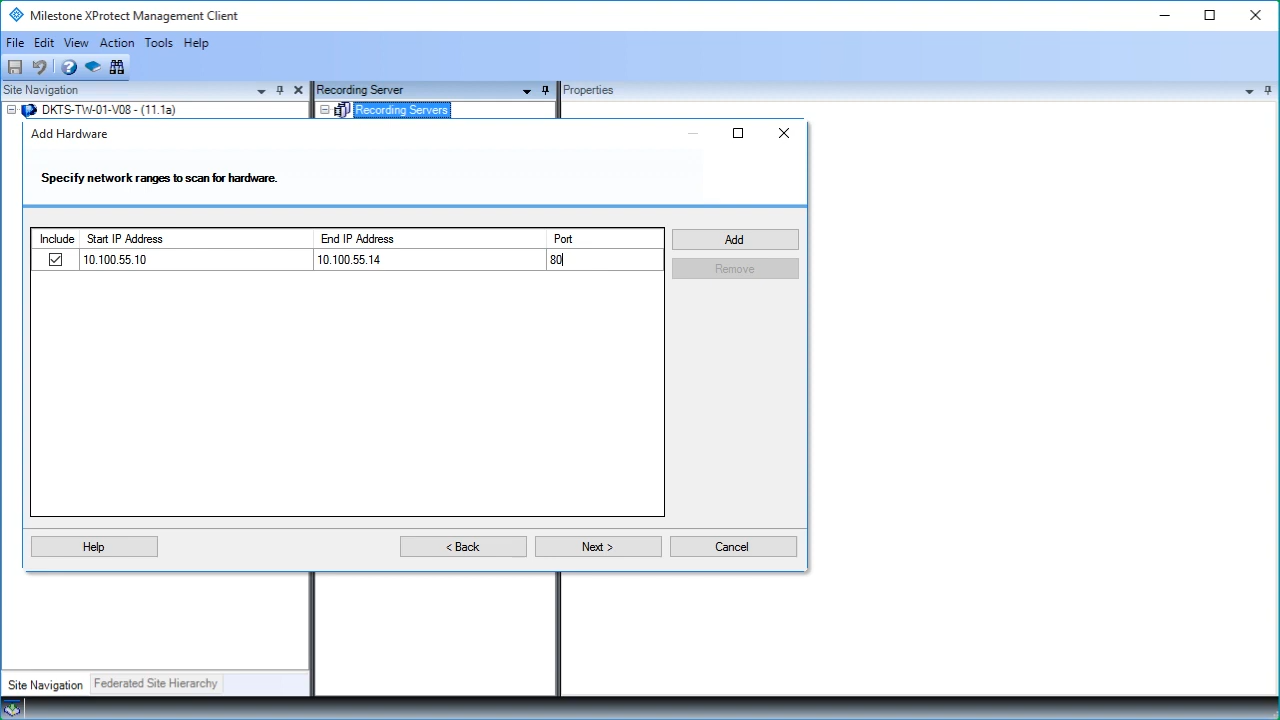 Milestone XProtect Management Client
File Edit View Action Tools Help
Site Navigation
Recording Server
Properties
DKTS-TW-01-V08 - (11.1a)
Recording Servers
Add Hardware
Specify network ranges to scan for hardware.
Include Start IP Address End IP Address Port
10.100.55.10 10.100.55.14 80
Add
Remove
Help < Back Next > Cancel
Site Navigation Federated Site Hierarchy